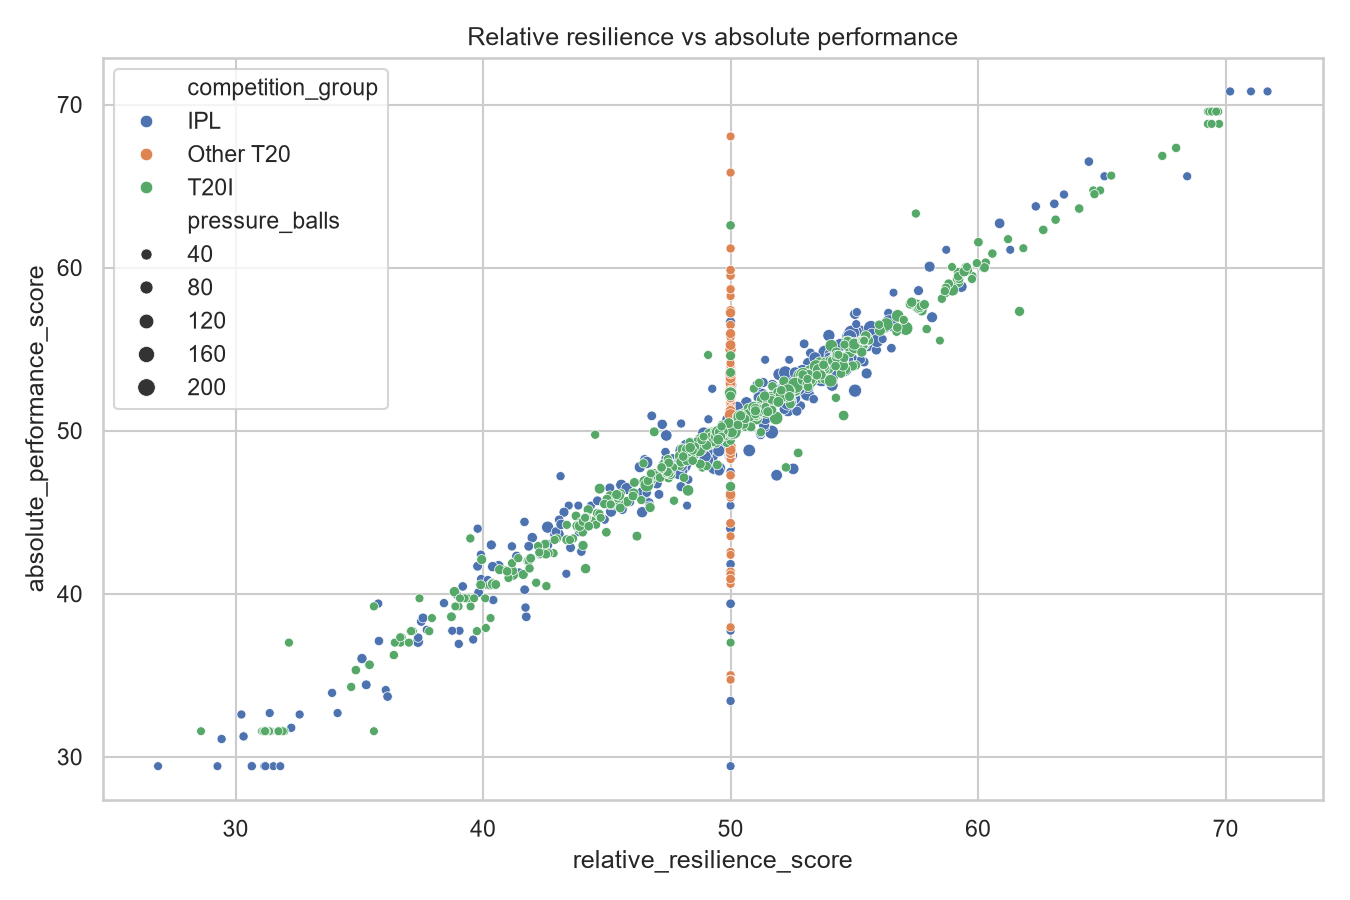 Relative resilience vs absolute performance
competition_group
IPL
Other T20
T20I
pressure_balls
40
80
120
160
200
absolute_performance_score
70
60
50
40
30
30 40 50 60 70
relative_resilience_score